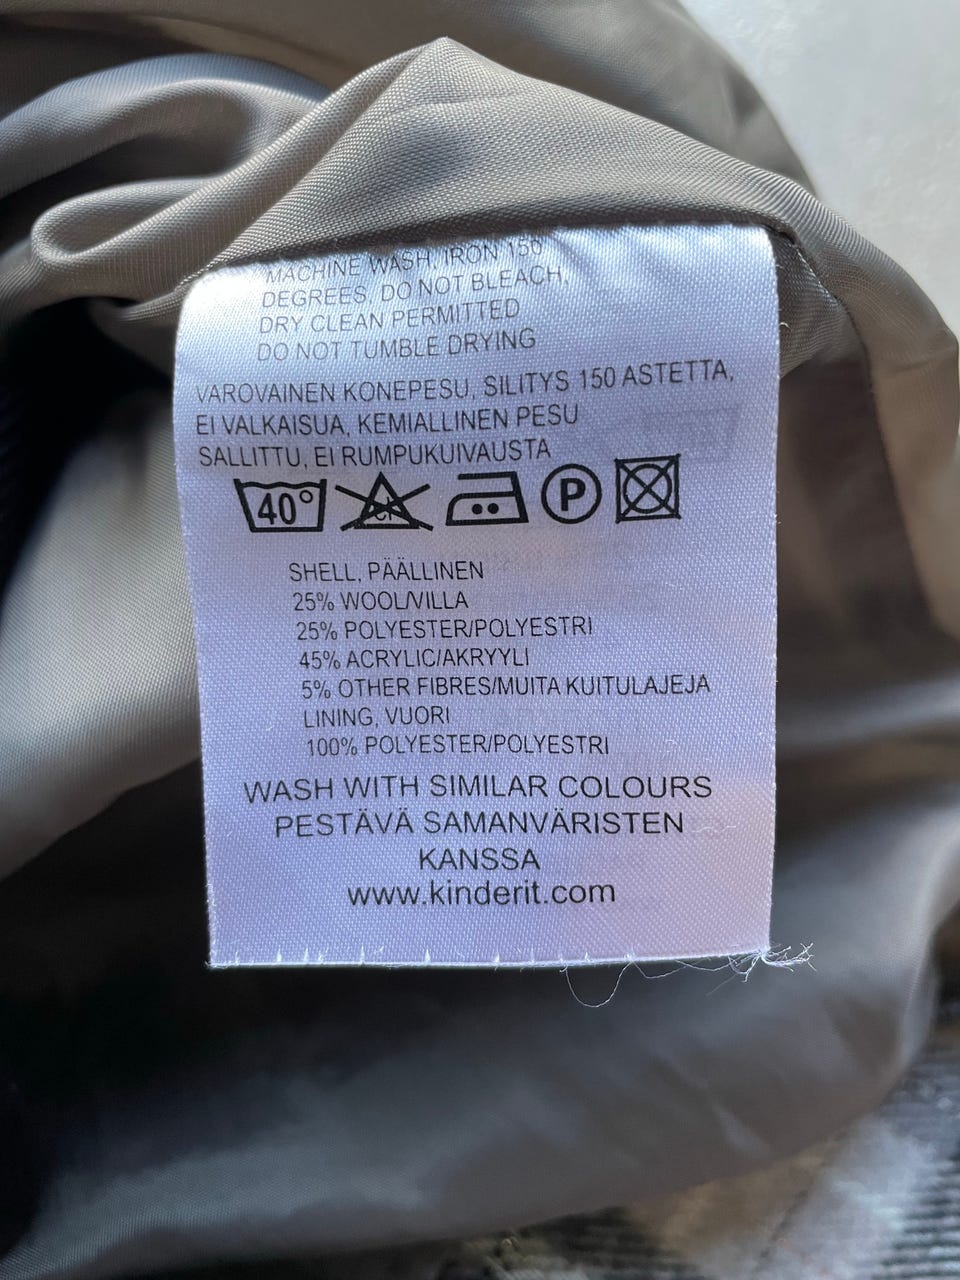 MACHINE WASH, IRON 150
DEGREES, DO NOT BLEACH,
DRY CLEAN PERMITTED
DO NOT TUMBLE DRYING
VAROVAINEN KONEPESU, SILITYS 150 ASTETTA,
EI VALKAISUA, KEMIALLINEN PESU
SALLITTU, EI RUMPUKUIVAUSTA
40° Cl P
SHELL, PÄÄLLINEN
25% WOOL/VILLA
25% POLYESTER/POLYESTRI
45% ACRYLIC/AKRYYLI
5% OTHER FIBRES/MUITA KUITULAJEJA
LINING, VUORI
100% POLYESTER/POLYESTRI
WASH WITH SIMILAR COLOURS
PESTÄVÄ SAMANVÄRISTEN
KANSSA
www.kinderit.com